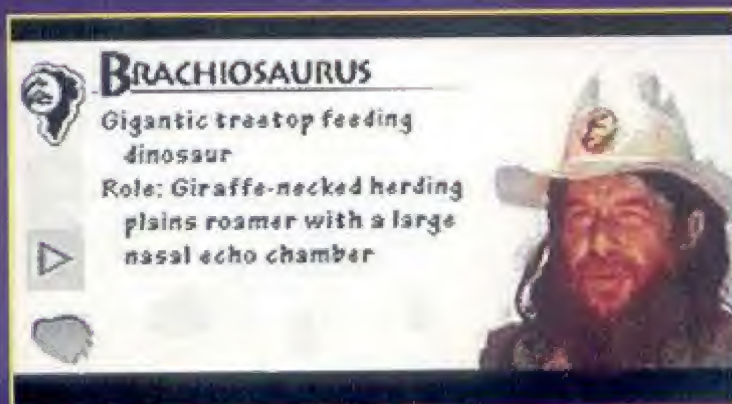 BRACHIOSAURUS
Gigantic treetop feeding
dinosaur
Role: Giraffe-necked herding
plains roamer with a large
nasal echo chamber